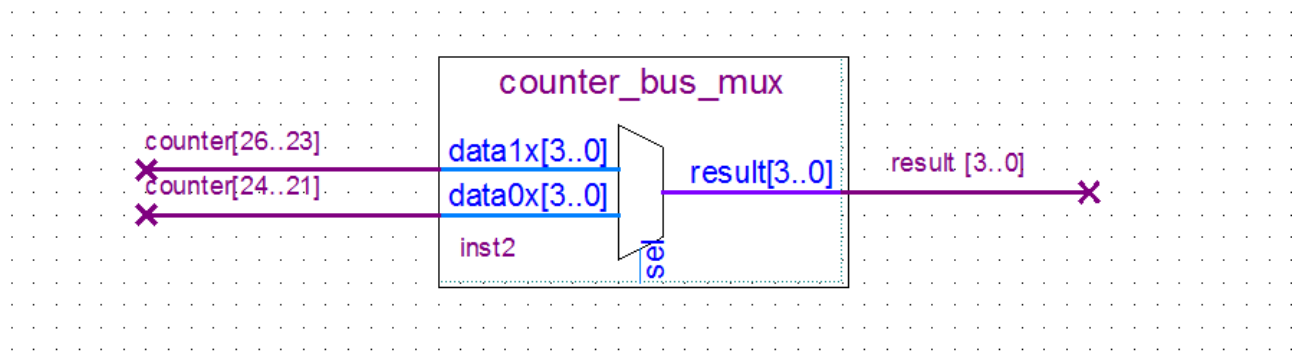 counter_bus_mux
counter[26..23]
data1x[3..0]
counter[24..21]
data0x[3..0]
result[3..0]
result [3..0]
inst2
sel